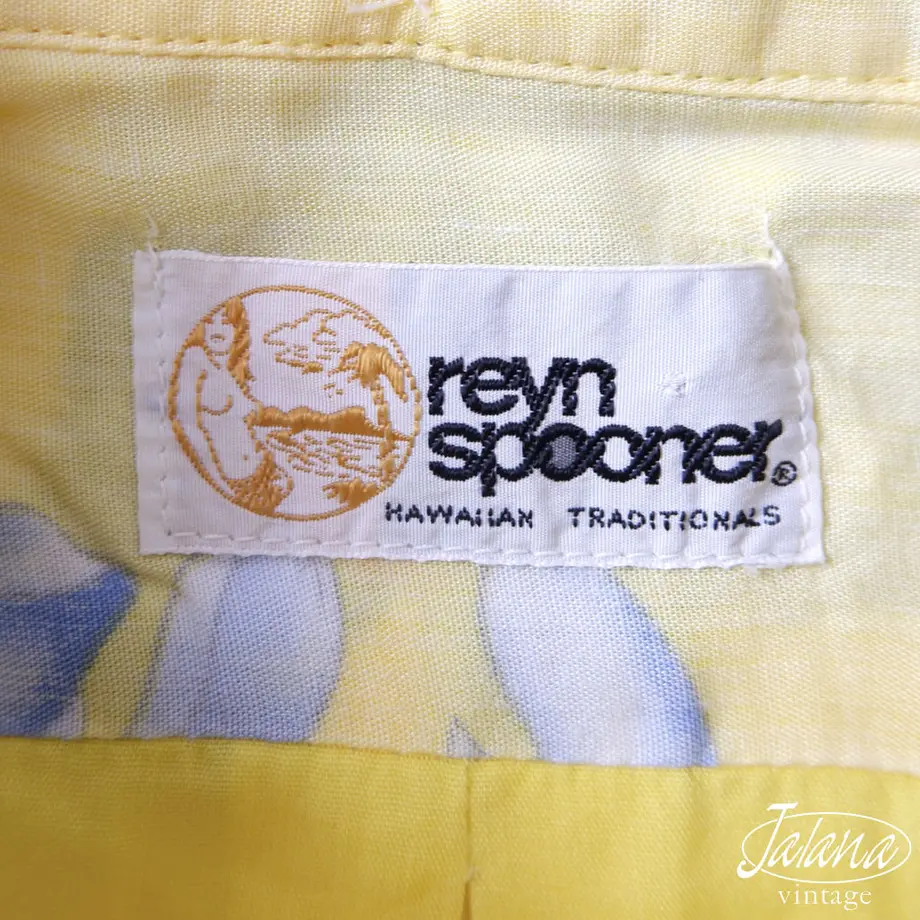 reyn
spooner®
HAWAIIAN TRADITIONALS
Jalana
vintage